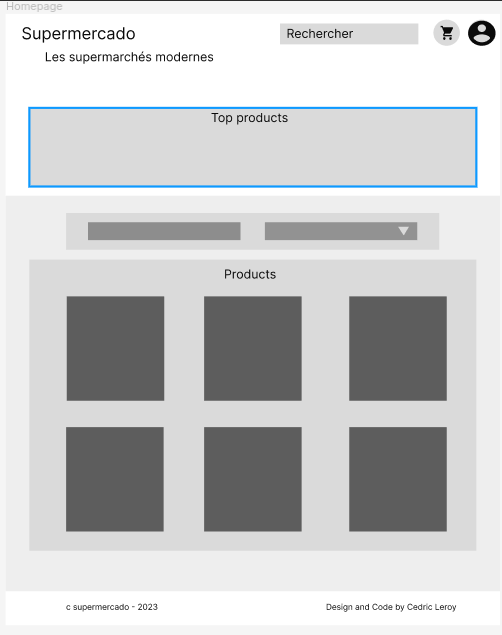 Homepage
Supermercado
Rechercher
Les supermarchés modernes
Top products
Products
c supermercado - 2023
Design and Code by Cedric Leroy